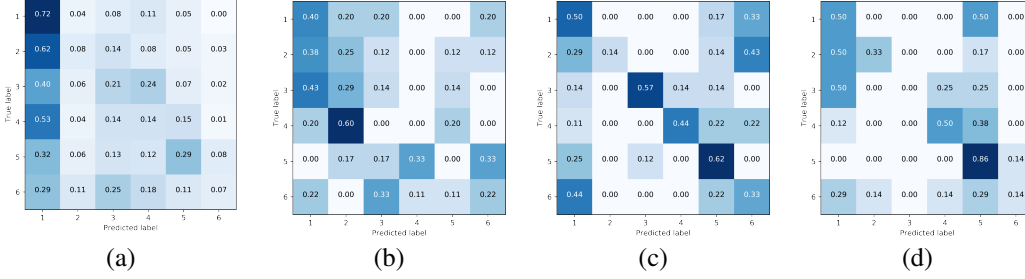 1 0.72 0.04 0.08 0.11 0.05 0.00
2 0.62 0.08 0.14 0.08 0.05 0.03
3 0.40 0.06 0.21 0.24 0.07 0.02
4 0.53 0.04 0.14 0.14 0.15 0.01
5 0.32 0.06 0.13 0.12 0.29 0.08
6 0.29 0.11 0.25 0.18 0.11 0.07
True label
1 2 3 4 5 6
Predicted label
(a)
1 0.40 0.20 0.20 0.00 0.00 0.20
2 0.38 0.25 0.12 0.00 0.12 0.12
3 0.43 0.29 0.14 0.00 0.14 0.00
4 0.20 0.60 0.00 0.00 0.20 0.00
5 0.00 0.17 0.17 0.33 0.00 0.33
6 0.22 0.00 0.33 0.11 0.11 0.22
True label
1 2 3 4 5 6
Predicted label
(b)
1 0.50 0.00 0.00 0.00 0.17 0.33
2 0.29 0.14 0.00 0.00 0.14 0.43
3 0.14 0.00 0.57 0.14 0.14 0.00
4 0.11 0.00 0.00 0.44 0.22 0.22
5 0.25 0.00 0.12 0.00 0.62 0.00
6 0.44 0.00 0.00 0.00 0.22 0.33
True label
1 2 3 4 5 6
Predicted label
(c)
1 0.50 0.00 0.00 0.00 0.50 0.00
2 0.50 0.33 0.00 0.00 0.17 0.00
3 0.50 0.00 0.00 0.25 0.25 0.00
4 0.12 0.00 0.00 0.50 0.38 0.00
5 0.00 0.00 0.00 0.00 0.86 0.14
6 0.29 0.14 0.00 0.14 0.29 0.14
True label
1 2 3 4 5 6
Predicted label
(d)